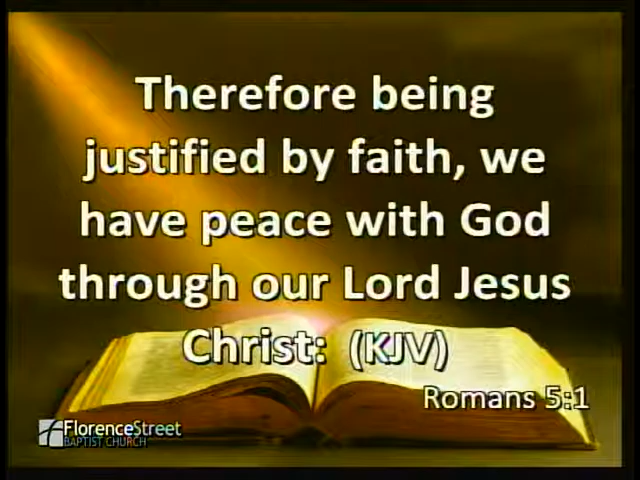 Therefore being
justified by faith, we
have peace with God
through our Lord Jesus
Christ: (KJV)
Romans 5:1
FlorenceStreet
BAPTIST CHURCH